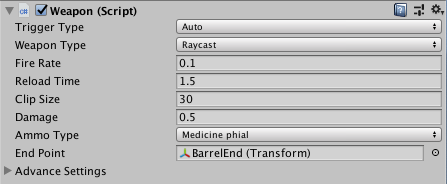 Weapon (Script)
Trigger Type Auto
Weapon Type Raycast
Fire Rate 0.1
Reload Time 1.5
Clip Size 30
Damage 0.5
Ammo Type Medicine phial
End Point BarrelEnd (Transform)
Advance Settings